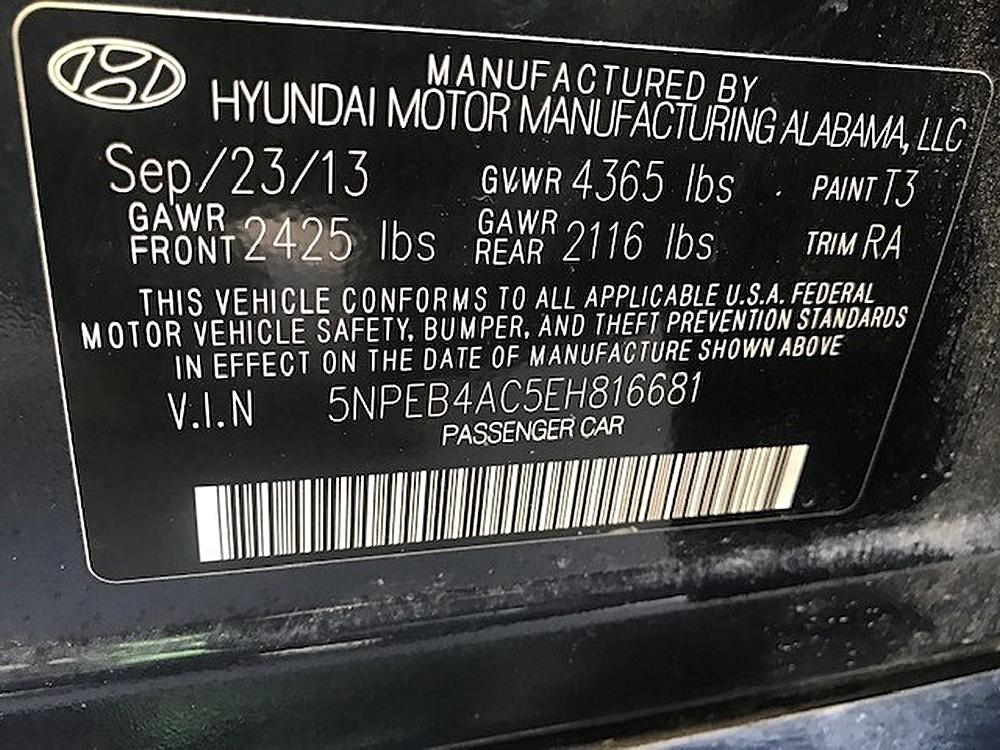 MANUFACTURED BY
HYUNDAI MOTOR MANUFACTURING ALABAMA, LLC
Sep/23/13 GVWR 4365 lbs PAINT T3
GAWR FRONT 2425 lbs GAWR REAR 2116 lbs TRIM RA
THIS VEHICLE CONFORMS TO ALL APPLICABLE U.S.A. FEDERAL
MOTOR VEHICLE SAFETY, BUMPER, AND THEFT PREVENTION STANDARDS
IN EFFECT ON THE DATE OF MANUFACTURE SHOWN ABOVE
V.I.N 5NPEB4AC5EH816681
PASSENGER CAR